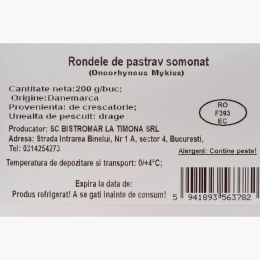 Rondele de pastrav somonat
(Oncorhyncus Mykiss)
Cantitate neta:200 g/buc;
Origine:Danemarca
Provenienta: de crescatorie;
Unealta de pescuit: drage
RO
F393
EC
Producator: SC BISTROMAR LA TIMONA SRL
Adresa: Strada Intrarea Binelui, Nr 1 A, sector 4, Bucuresti,
Tel: 0314254273
Alergeni: Contine peste!
Temperatura de depozitare si transport: 0/+4°C;
Expira la data de:
Produs refrigerat! A se gati inainte de consum!
5 941893 563782